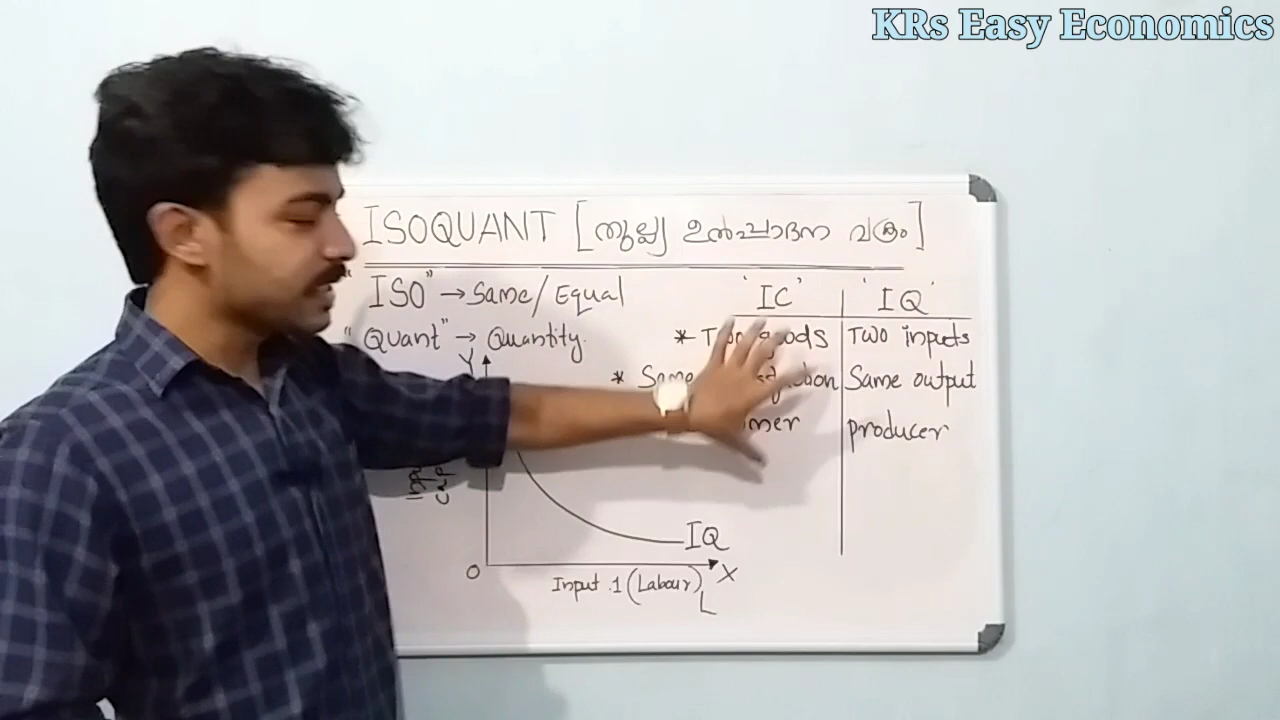 KRs Easy Economics
ISOQUANT [തുല്യ ഉൽപ്പാദന വക്രം]
"ISO" → Same/Equal
"Quant" → Quantity.
'IC' 'IQ'
* goods Two inputs
* Same output
producer
Y
IQ
O X
Input.1 (Labour)
L